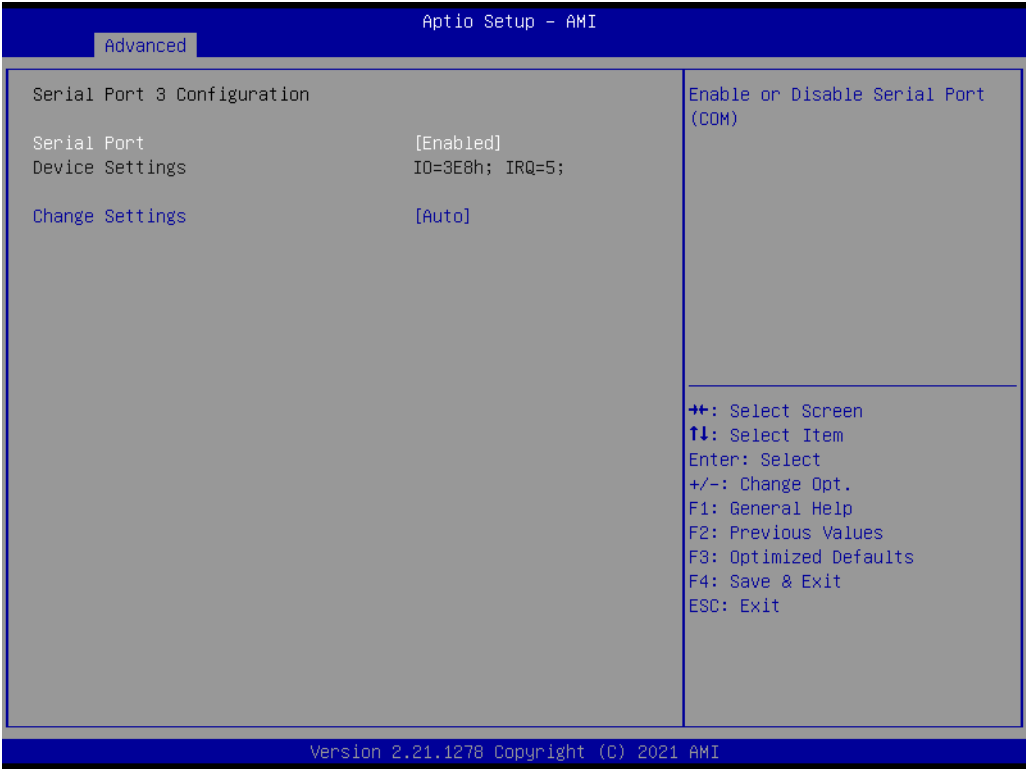 Aptio Setup – AMI
Advanced
Serial Port 3 Configuration
Serial Port [Enabled]
Device Settings IO=3E8h; IRQ=5;
Change Settings [Auto]
Enable or Disable Serial Port
(COM)
→←: Select Screen
↑↓: Select Item
Enter: Select
+/-: Change Opt.
F1: General Help
F2: Previous Values
F3: Optimized Defaults
F4: Save & Exit
ESC: Exit
Version 2.21.1278 Copyright (C) 2021 AMI